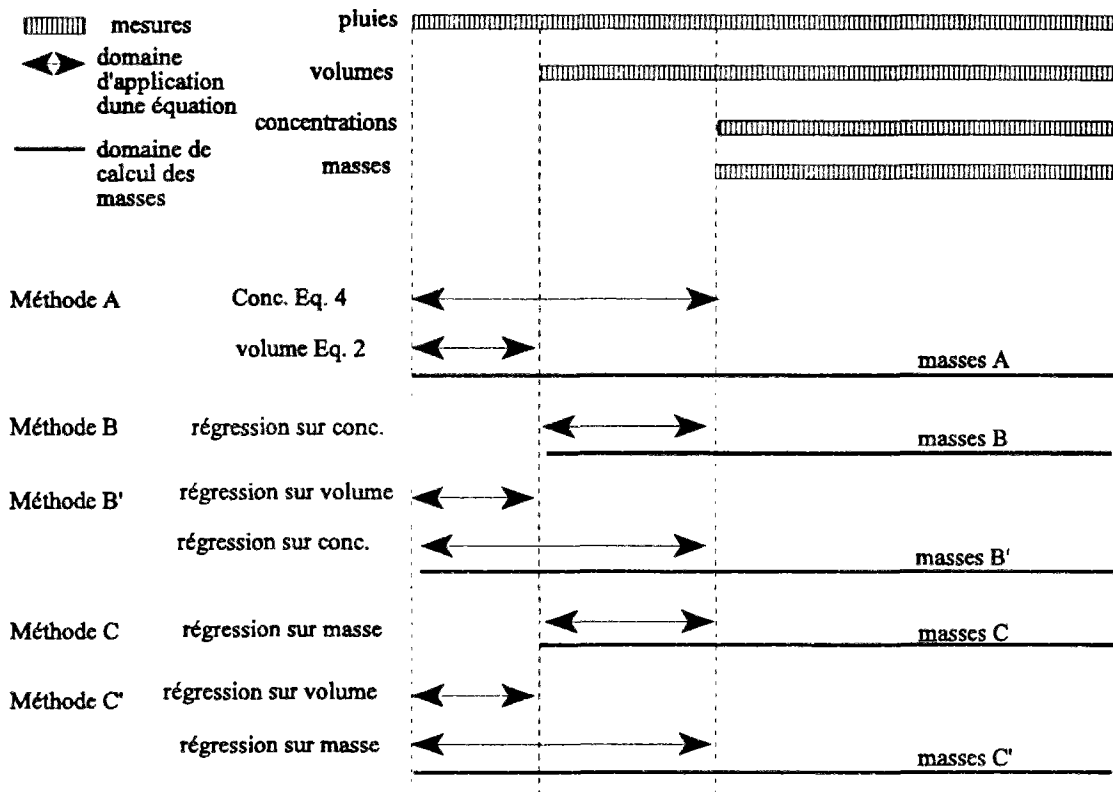 mesures
domaine
d'application
dune équation
domaine de
calcul des
masses
pluies
volumes
concentrations
masses
Méthode A
Conc. Eq. 4
volume Eq. 2
masses A
Méthode B
régression sur conc.
masses B
Méthode B'
régression sur volume
régression sur conc.
masses B'
Méthode C
régression sur masse
masses C
Méthode C'
régression sur volume
régression sur masse
masses C'